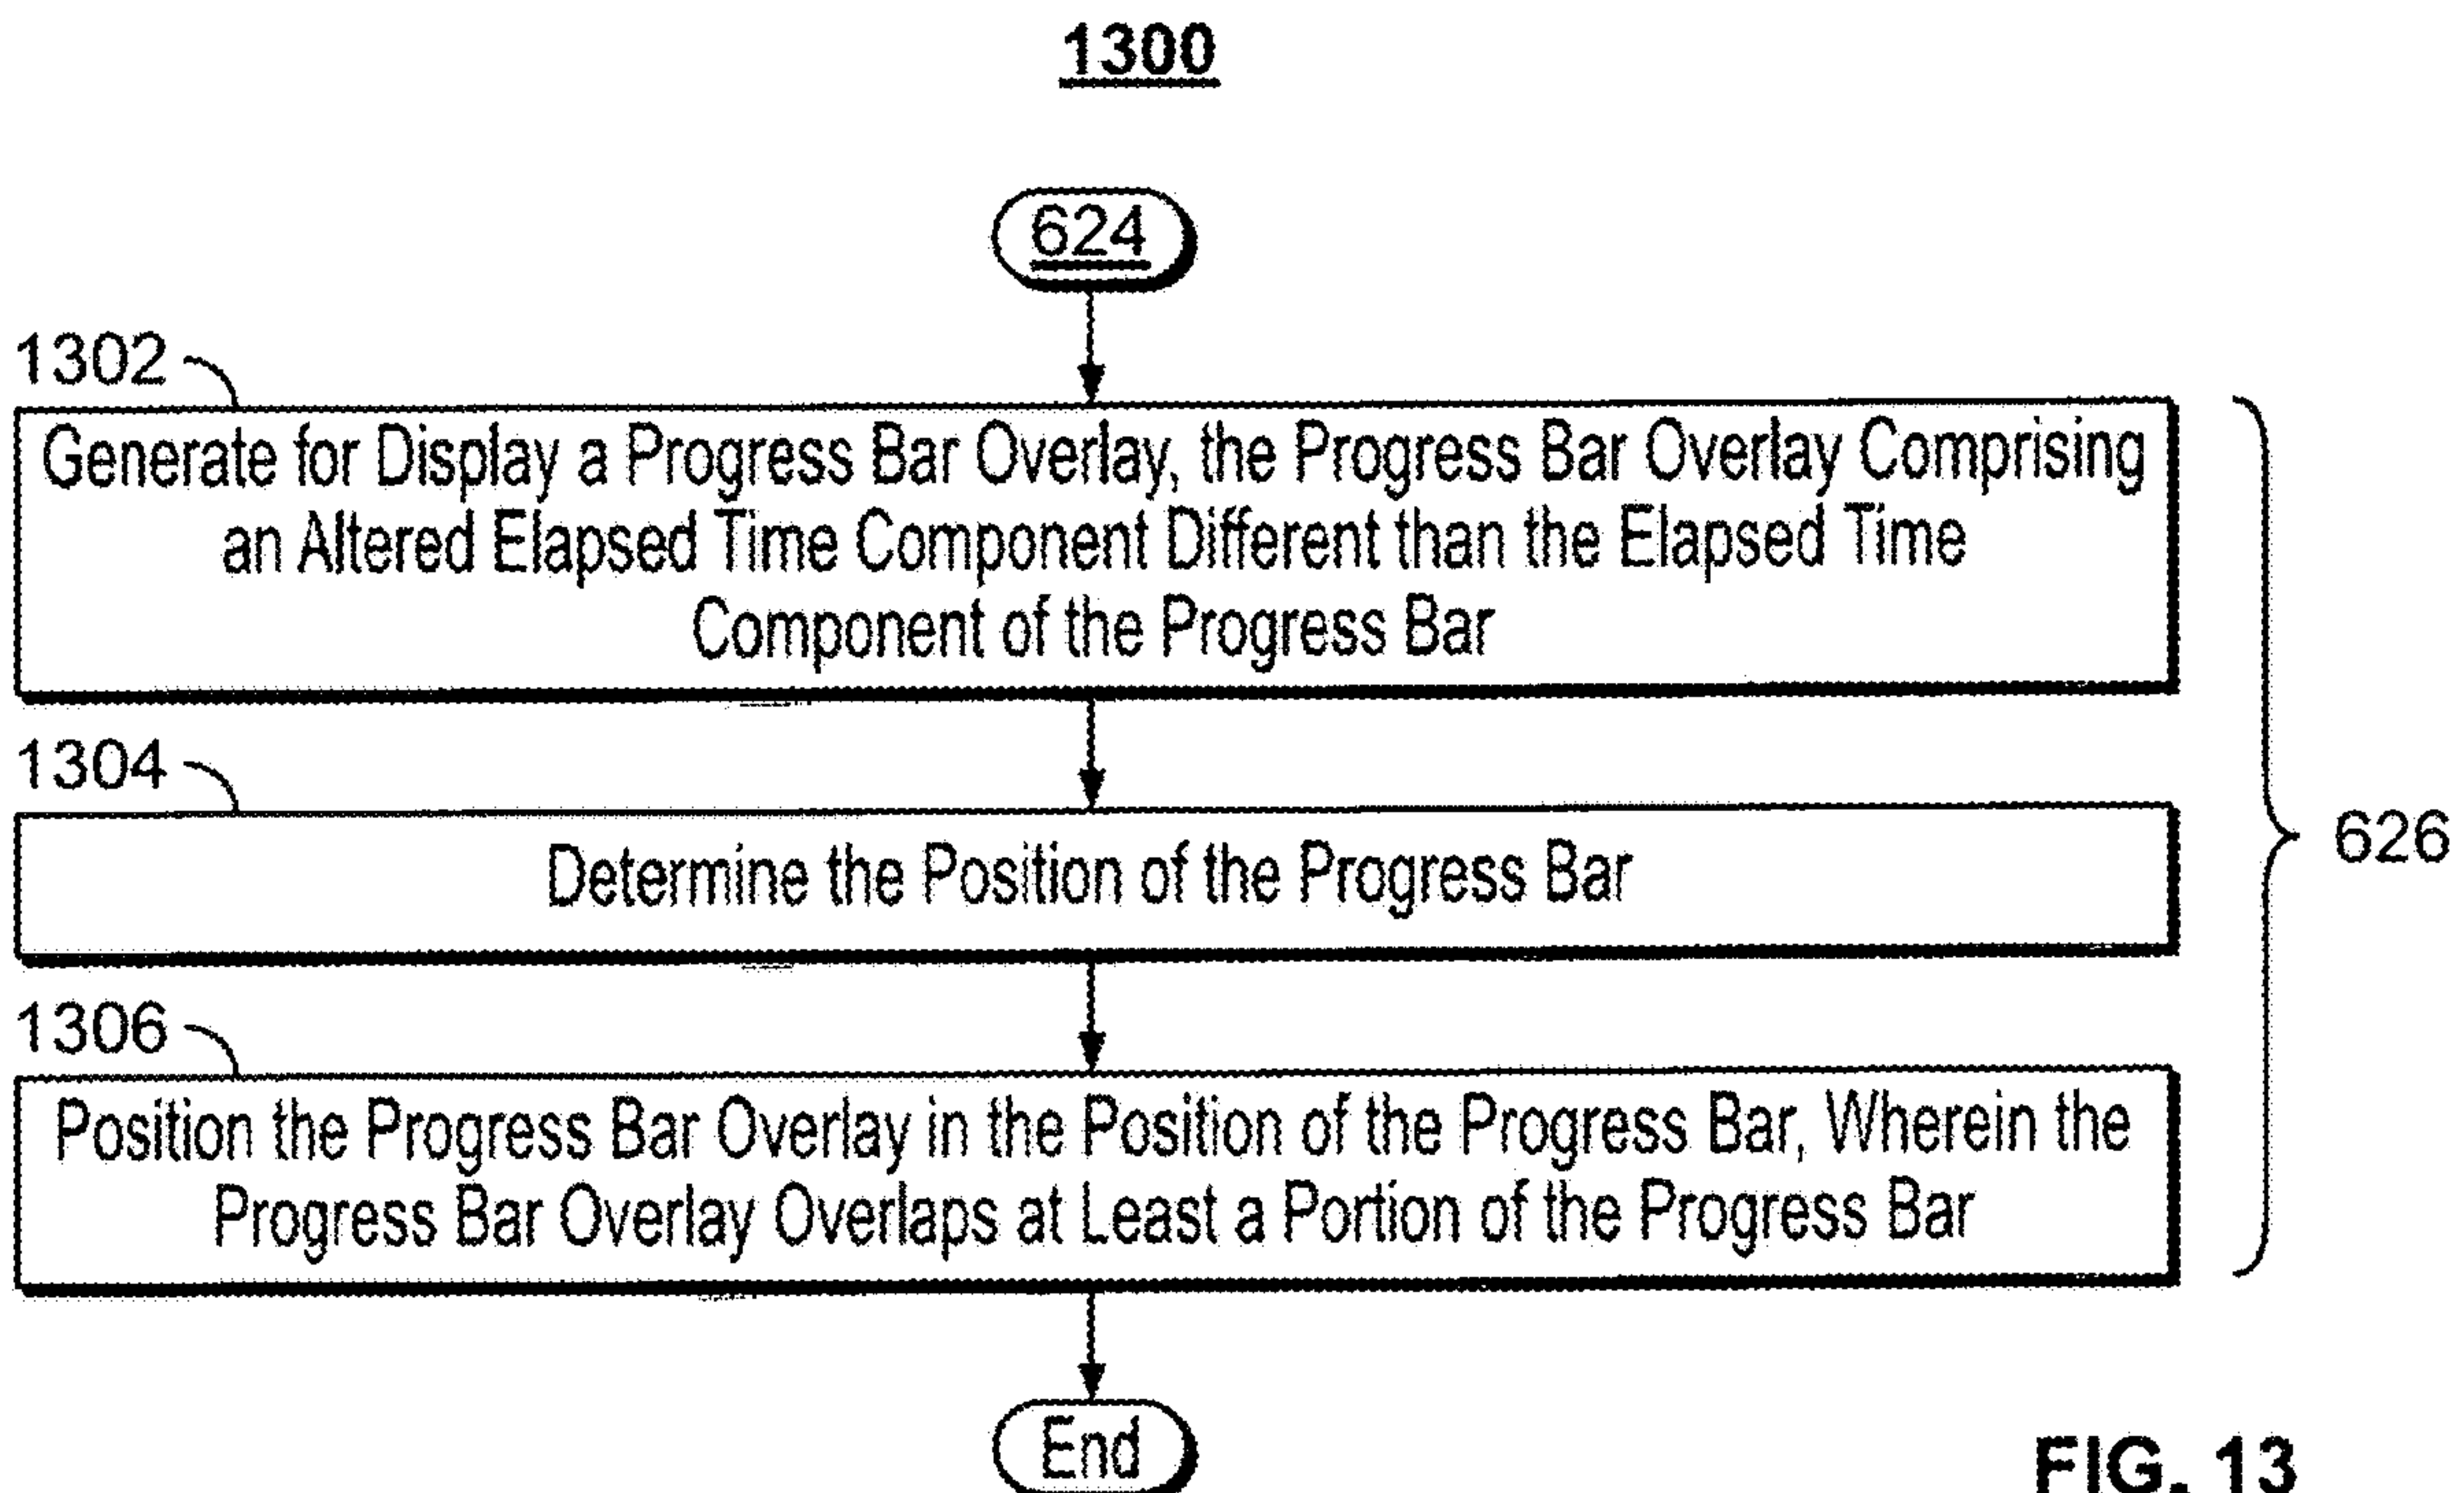 1300
624
1302
Generate for Display a Progress Bar Overlay, the Progress Bar Overlay Comprising
an Altered Elapsed Time Component Different than the Elapsed Time
Component of the Progress Bar
1304
Determine the Position of the Progress Bar
626
1306
Position the Progress Bar Overlay in the Position of the Progress Bar, Wherein the
Progress Bar Overlay Overlaps at Least a Portion of the Progress Bar
End
FIG. 13